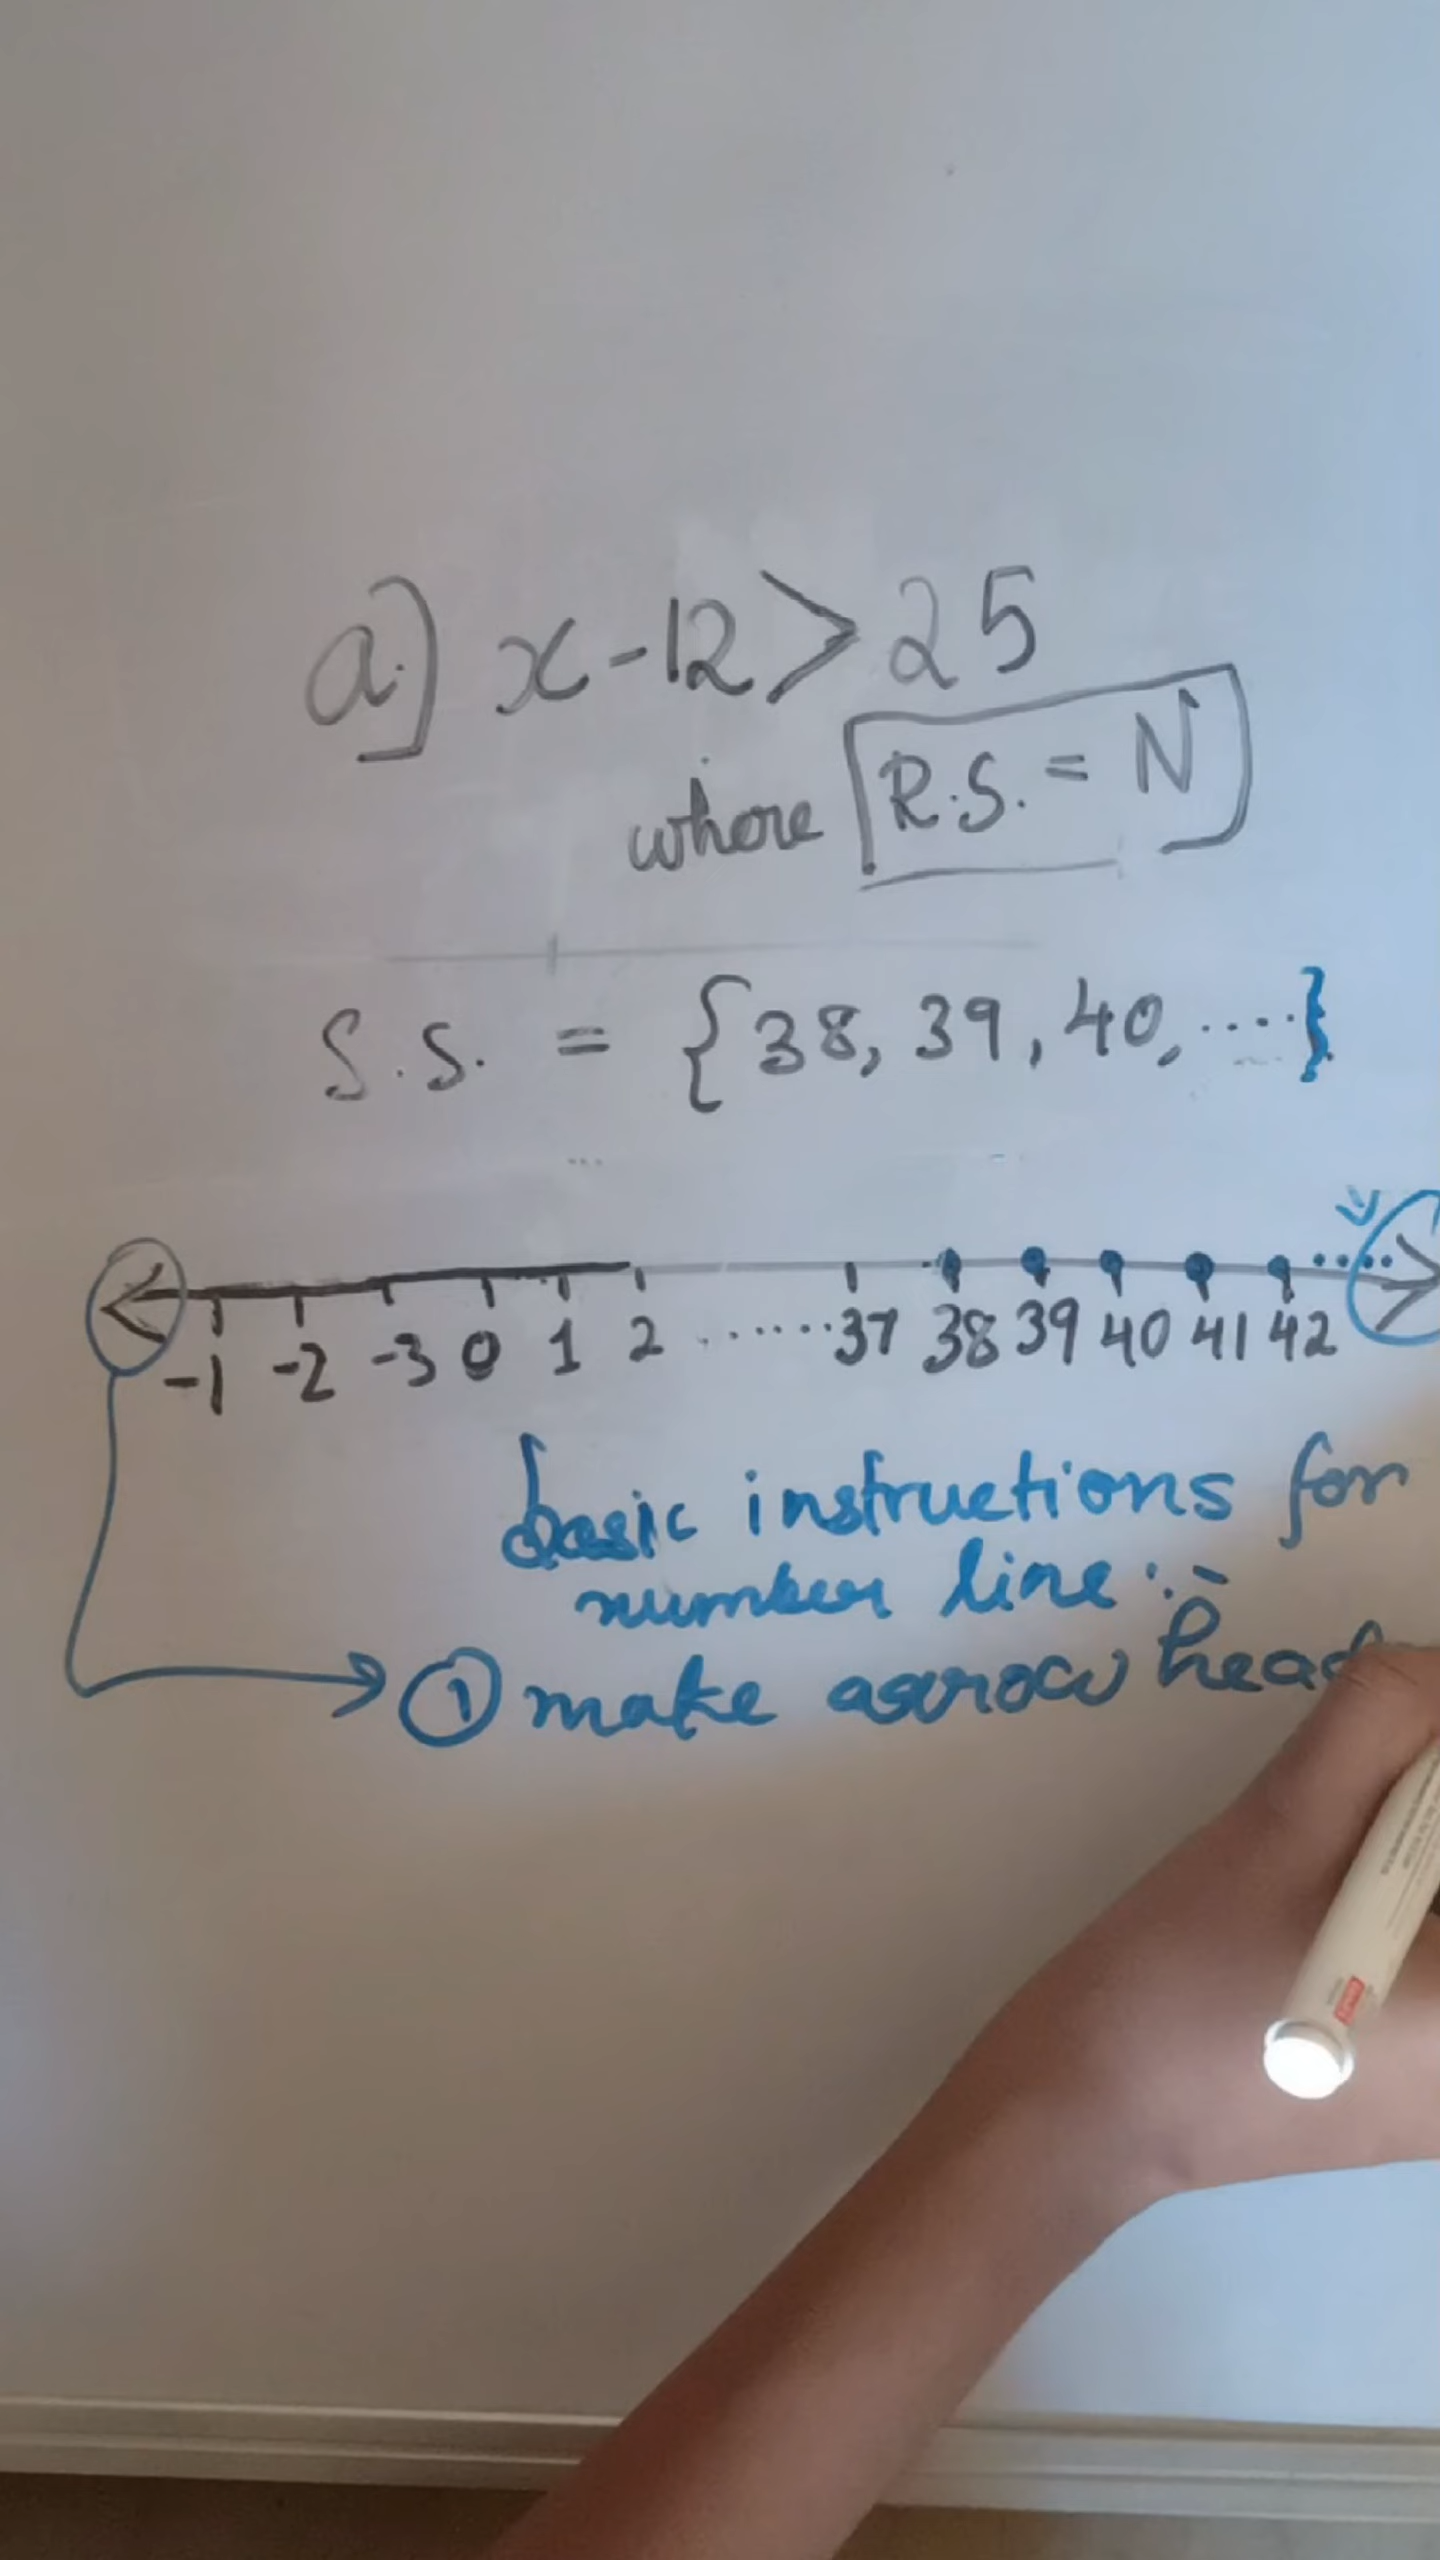 a.) x-12>25
where R.S. = N
S.S. = {38, 39, 40, ....}
-1 -2 -3 0 1 2 ....... 37 38 39 40 41 42 ....
basic instructions for
number line:-
① make arrow head